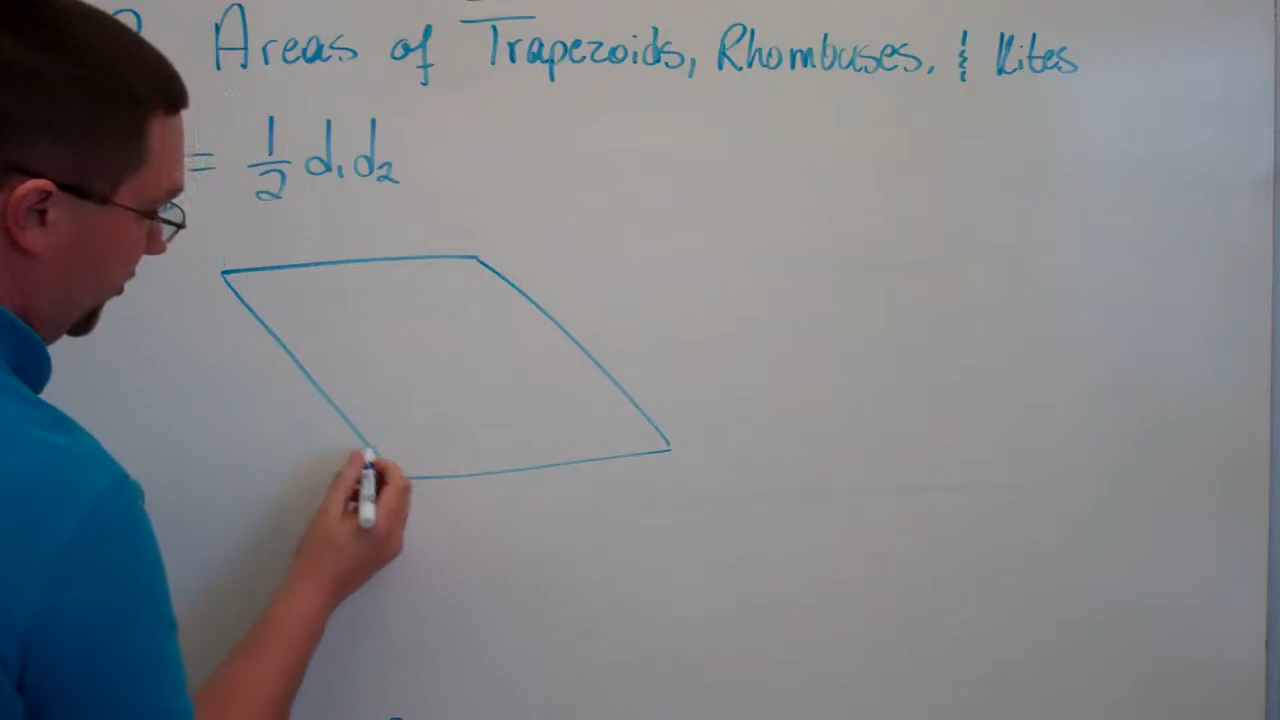 Areas of Trapezoids, Rhombuses, & Kites
= 1/2 d₁d₂